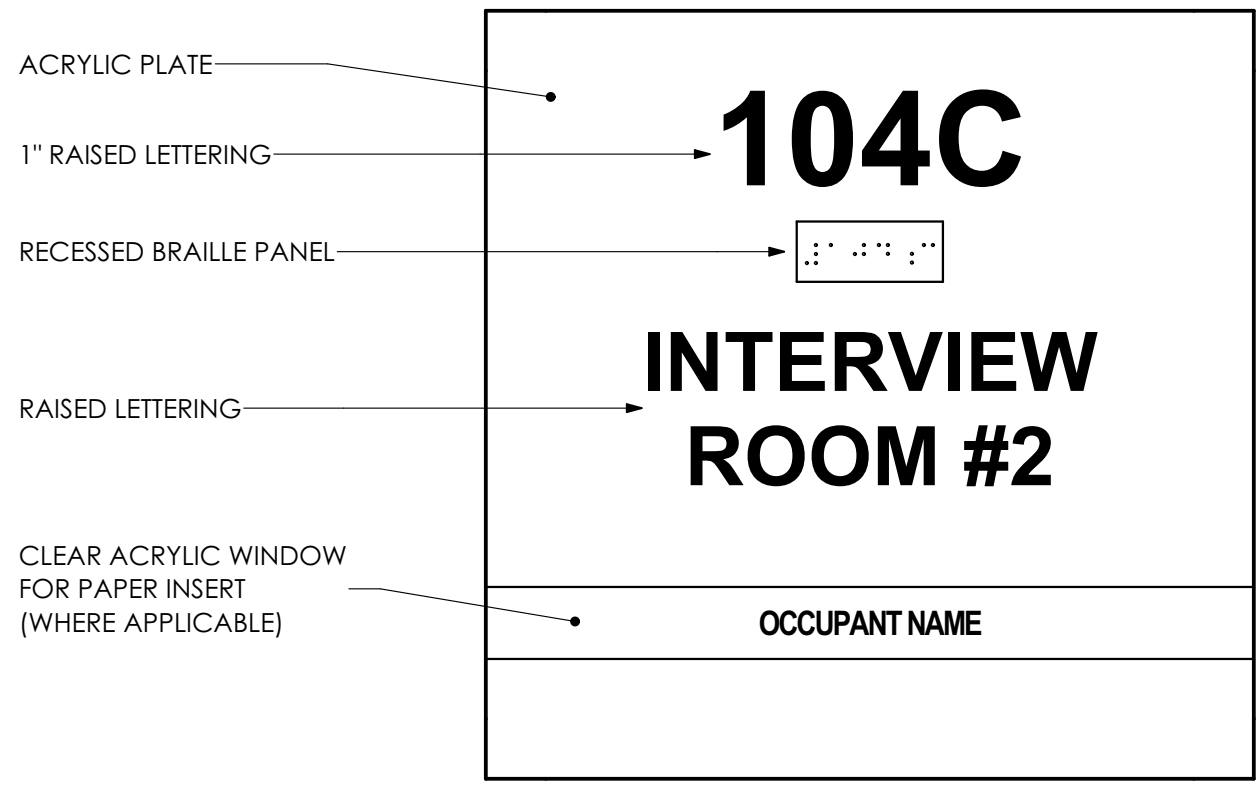 ACRYLIC PLATE
104C
1" RAISED LETTERING
RECESSED BRAILLE PANEL
INTERVIEW
ROOM #2
RAISED LETTERING
CLEAR ACRYLIC WINDOW
FOR PAPER INSERT
(WHERE APPLICABLE)
OCCUPANT NAME